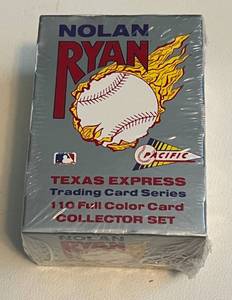 NOLAN
RYAN
PACIFIC
TEXAS EXPRESS
Trading Card Series
110 Full Color Card
COLLECTOR SET
NOLAN